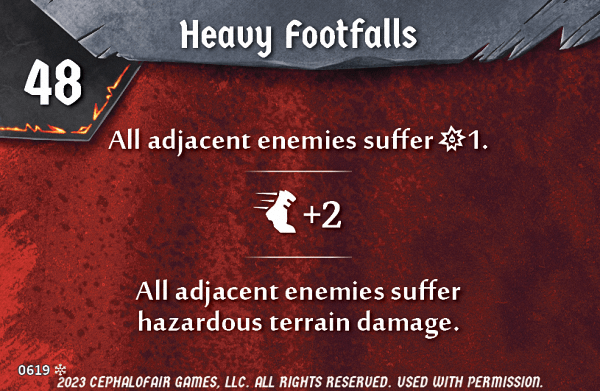 Heavy Footfalls
48
All adjacent enemies suffer 1.
+2
All adjacent enemies suffer
hazardous terrain damage.
0619
2023 CEPHALOFAIR GAMES, LLC. ALL RIGHTS RESERVED. USED WITH PERMISSION.